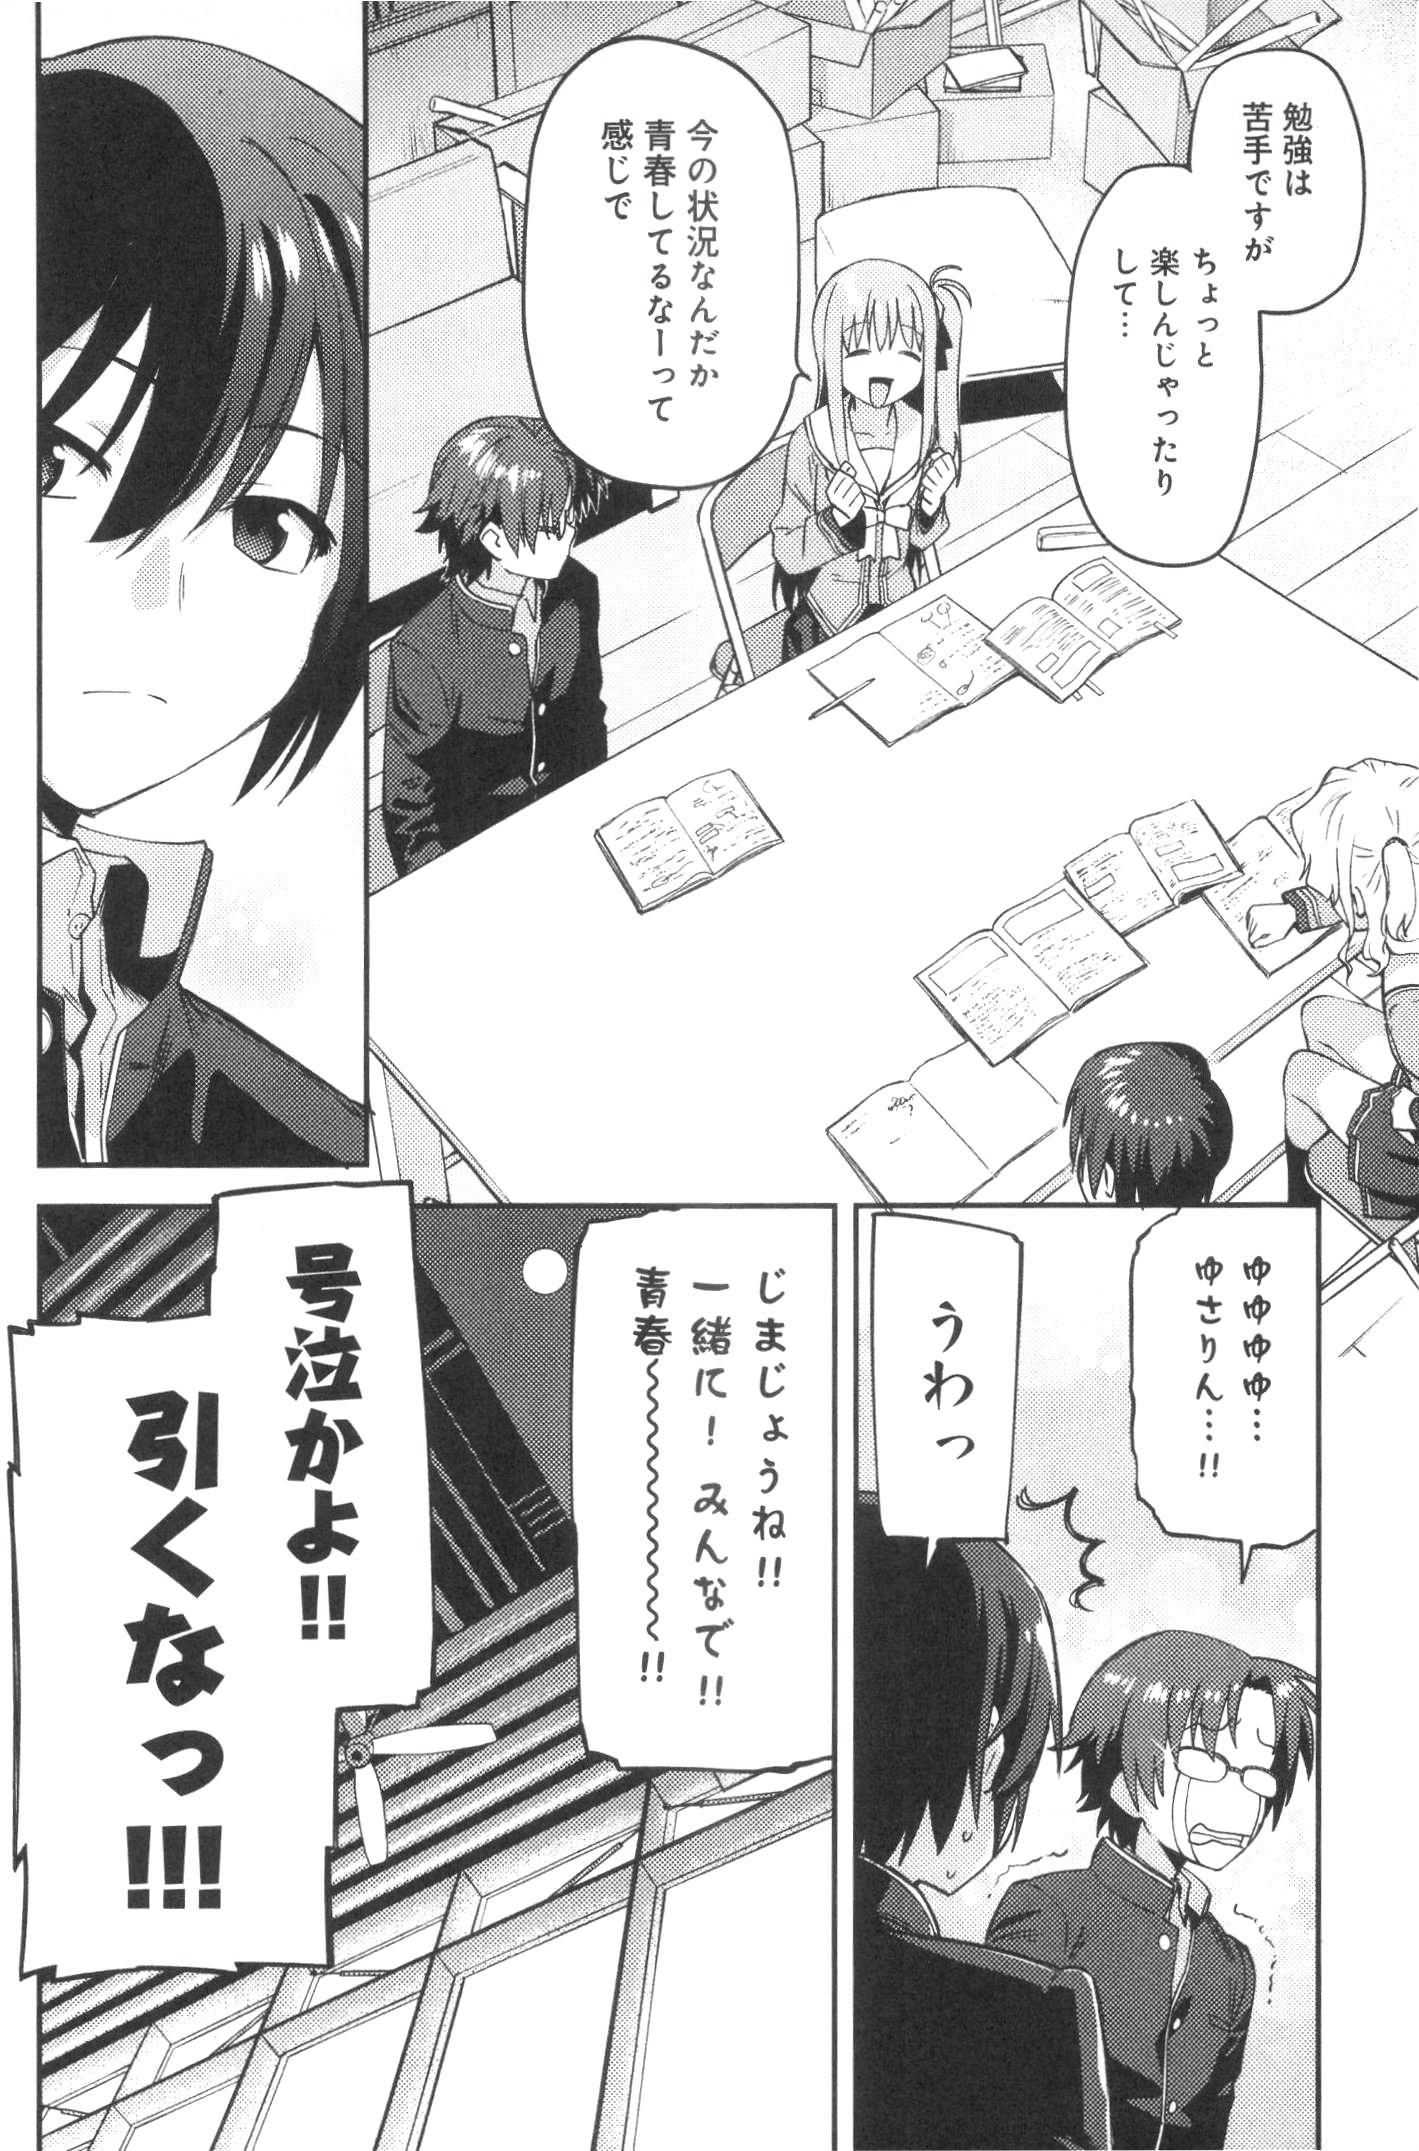 勉強は
苦手ですが
ちょっと
楽しんじゃったり
して…
今の状況なんだか
青春してるなーって
感じで
ゆゆゆゆ…
ゆさりん…!!
うわっ
じまじょうね!!
一緒に！みんなで!!
青春〜〜〜〜〜〜〜〜!!
号泣かよ!!
引くなっ!!!